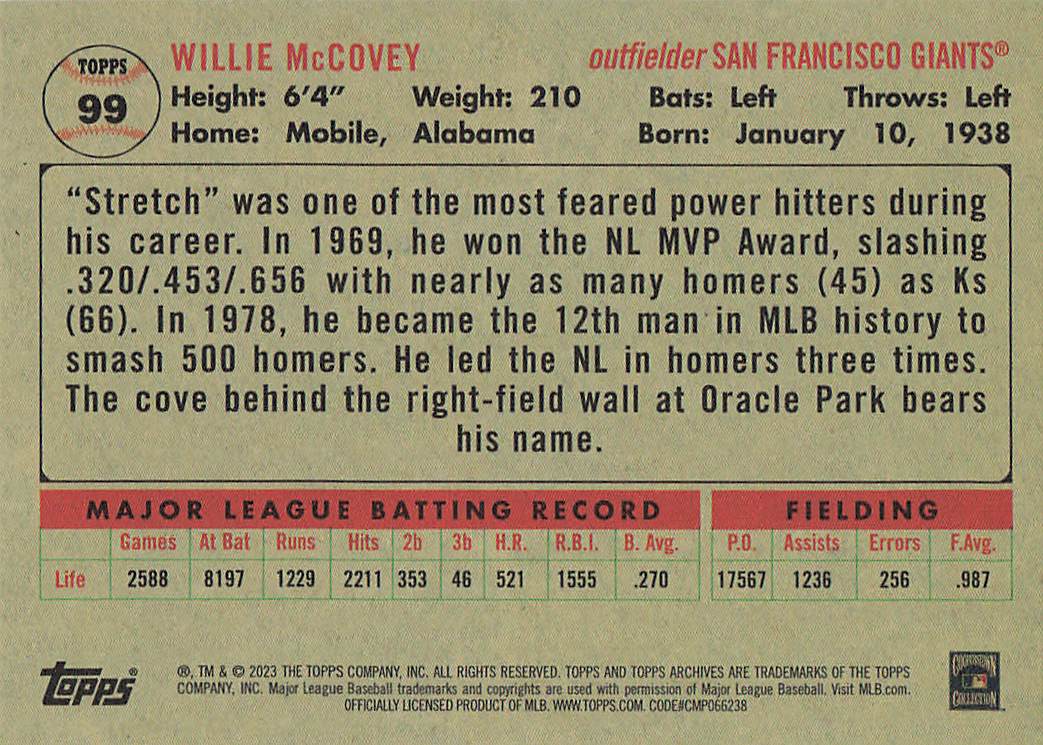 TOPPS
99
WILLIE McCOVEY
outfielder SAN FRANCISCO GIANTS®
Height: 6'4" Weight: 210 Bats: Left Throws: Left
Home: Mobile, Alabama Born: January 10, 1938
“Stretch” was one of the most feared power hitters during
his career. In 1969, he won the NL MVP Award, slashing
.320/.453/.656 with nearly as many homers (45) as Ks
(66). In 1978, he became the 12th man in MLB history to
smash 500 homers. He led the NL in homers three times.
The cove behind the right-field wall at Oracle Park bears
his name.
MAJOR LEAGUE BATTING RECORD FIELDING
Games At Bat Runs Hits 2b 3b H.R. R.B.I. B. Avg. P.O. Assists Errors F.Avg.
Life 2588 8197 1229 2211 353 46 521 1555 .270 17567 1236 256 .987
topps®
®, TM & © 2023 THE TOPPS COMPANY, INC. ALL RIGHTS RESERVED. TOPPS AND TOPPS ARCHIVES ARE TRADEMARKS OF THE TOPPS
COMPANY, INC. Major League Baseball trademarks and copyrights are used with permission of Major League Baseball. Visit MLB.com.
OFFICIALLY LICENSED PRODUCT OF MLB. WWW.TOPPS.COM. CODE#CMP066238
COOPERSTOWN
COLLECTION